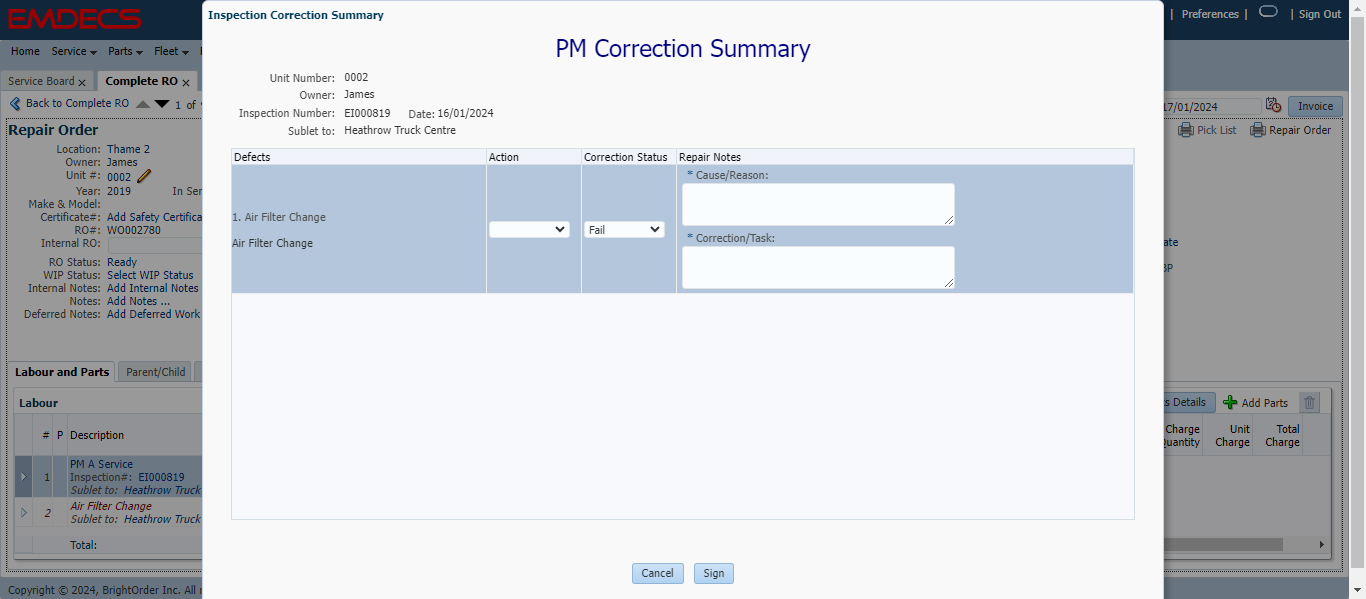 EMDECS
Inspection Correction Summary
| Preferences | | Sign Out
Home Service Parts Fleet
Service Board x Complete RO x
Back to Complete RO 1 of
17/01/2024 Invoice
Repair Order
Pick List Repair Order
Location: Thame 2
Owner: James
Unit #: 0002
Year: 2019 In Ser
Make & Model:
Certificate#: Add Safety Certifica
RO#: WO002780
Internal RO:
RO Status: Ready
WIP Status: Select WIP Status
Internal Notes: Add Internal Notes
Notes: Add Notes ...
Deferred Notes: Add Deferred Work
PM Correction Summary
Unit Number: 0002
Owner: James
Inspection Number: EI000819 Date: 16/01/2024
Sublet to: Heathrow Truck Centre
Defects Action Correction Status Repair Notes
* Cause/Reason:
1. Air Filter Change
Fail
Air Filter Change
* Correction/Task:
Cancel Sign
ate
BP
Labour and Parts Parent/Child
Labour
# P Description
1 PM A Service
Inspection#: EI000819
Sublet to: Heathrow Truck
2 Air Filter Change
Sublet to: Heathrow Truck
Total:
s Details Add Parts
Charge Quantity Unit Charge Total Charge
Copyright © 2024, BrightOrder Inc. All r